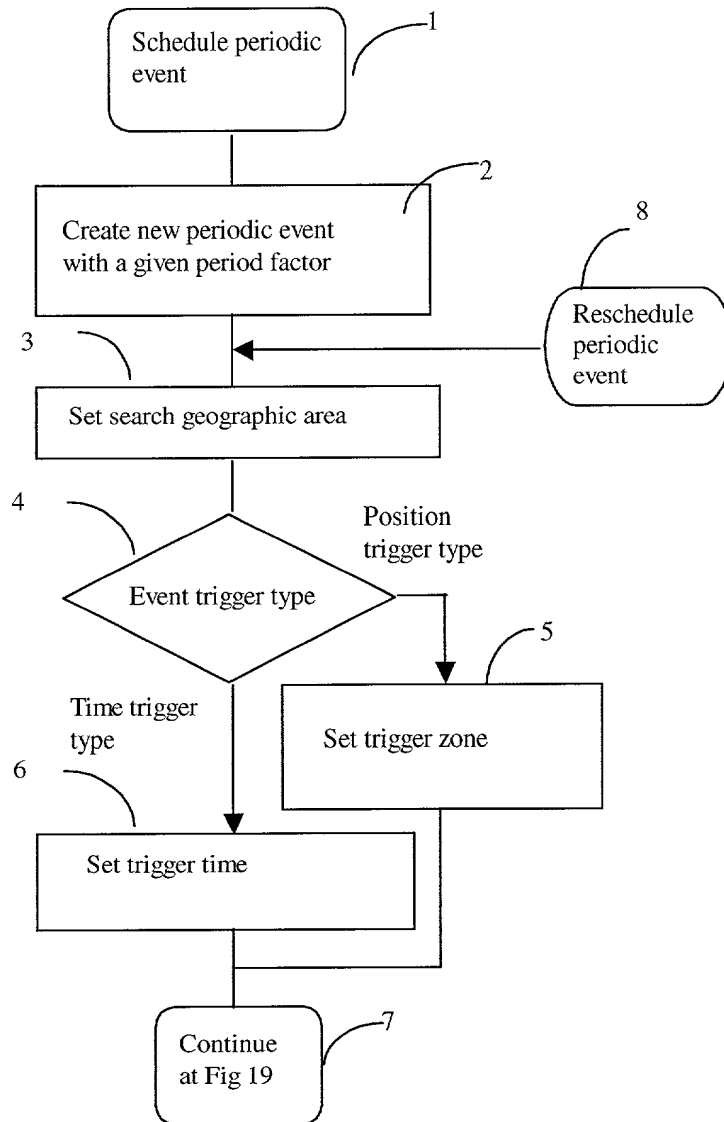 Schedule periodic
event
1
2
Create new periodic event
with a given period factor
8
Reschedule
periodic
event
3
Set search geographic area
4
Position
trigger type
Event trigger type
5
Time trigger
type
Set trigger zone
6
Set trigger time
7
Continue
at Fig 19